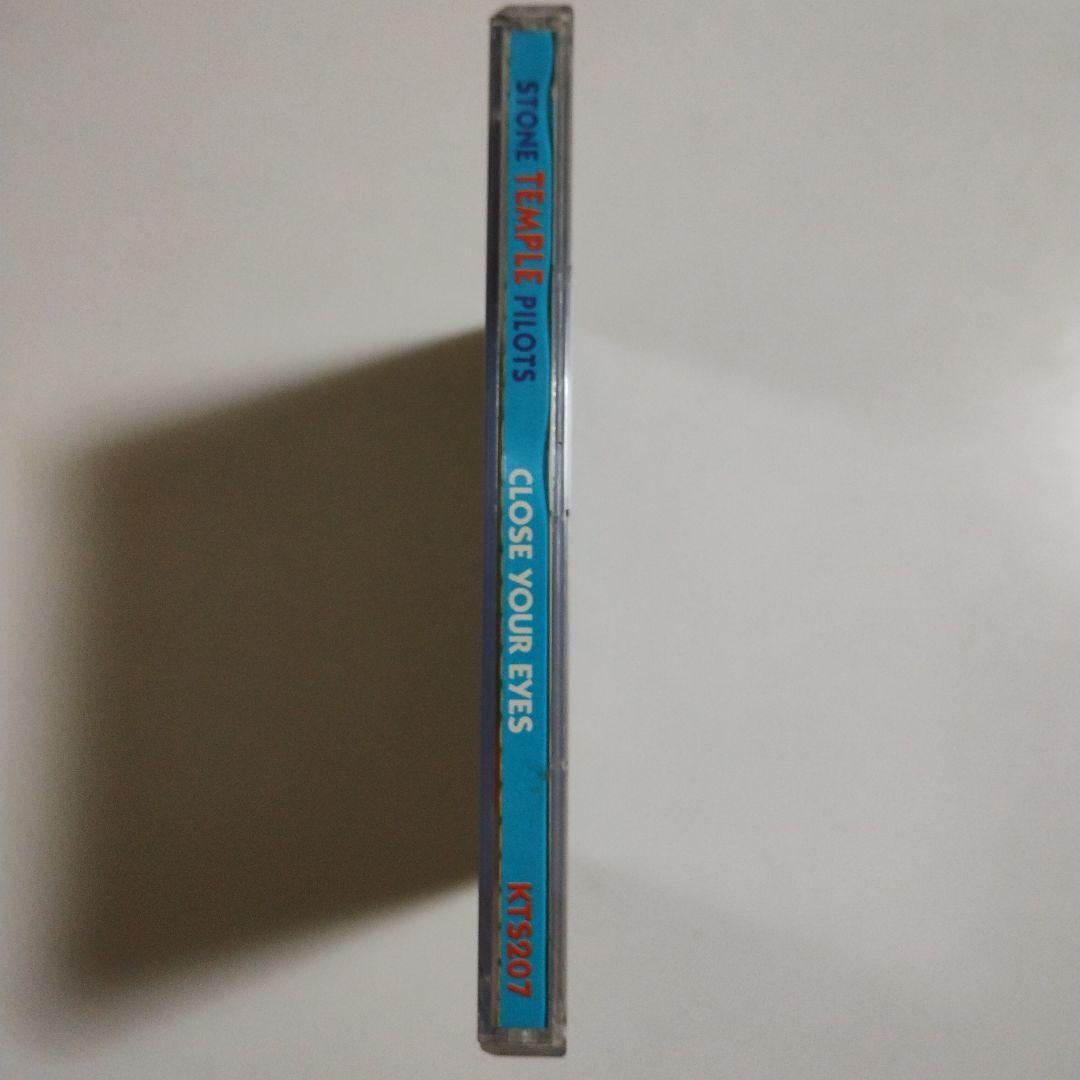 STONE TEMPLE PILOTS
CLOSE YOUR EYES
KTS207